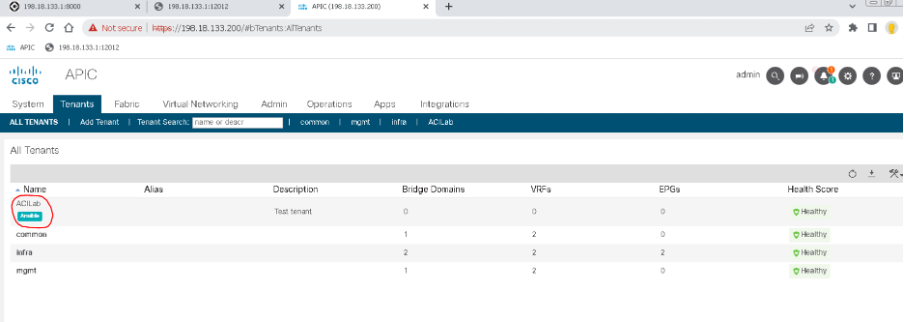 198.18.133.1:8000 × 198.18.133.1:12012 × APIC (198.18.133.200) × +
Not secure | https://198.18.133.200/#bTenants:AllTenants
APIC 198.18.133.1:12012
CISCO APIC admin
System Tenants Fabric Virtual Networking Admin Operations Apps Integrations
ALL TENANTS | Add Tenant | Tenant Search: name or descr | common | mgmt | infra | ACILab
All Tenants
Name Alias Description Bridge Domains VRFs EPGs Health Score
ACILab
Ansible Test tenant 0 0 0 Healthy
common 1 2 0 Healthy
infra 2 2 2 Healthy
mgmt 1 2 0 Healthy